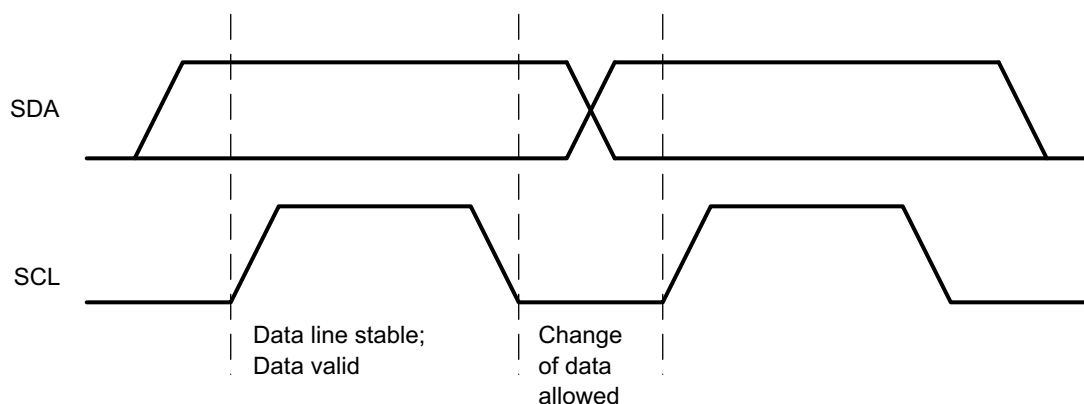 SDA
SCL
Data line stable;
Data valid
Change
of data
allowed